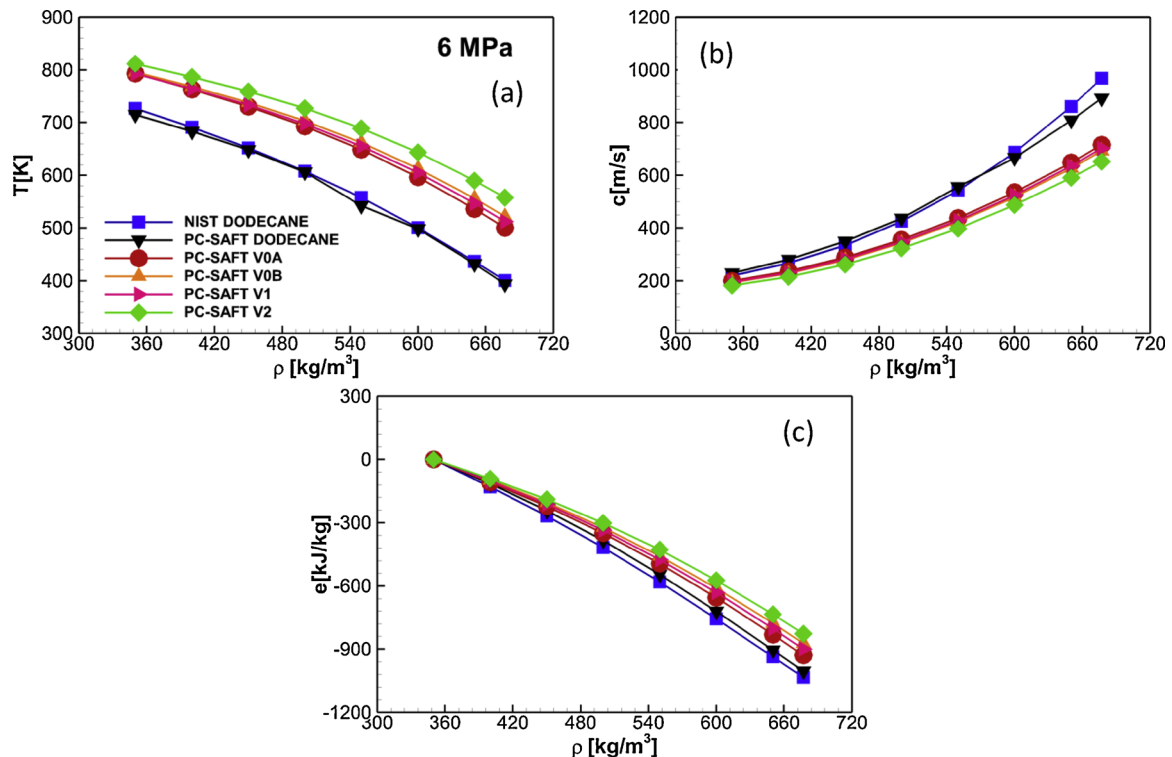 900
800
700
600
500
400
300
T[K]
6 MPa
(a)
NIST DODECANE
PC-SAFT DODECANE
PC-SAFT V0A
PC-SAFT V0B
PC-SAFT V1
PC-SAFT V2
300 360 420 480 540 600 660 720
ρ [kg/m³]
1200
1000
800
600
400
200
0
c[m/s]
(b)
300 360 420 480 540 600 660 720
ρ [kg/m³]
300
0
-300
-600
-900
-1200
e[kJ/kg]
(c)
300 360 420 480 540 600 660 720
ρ [kg/m³]